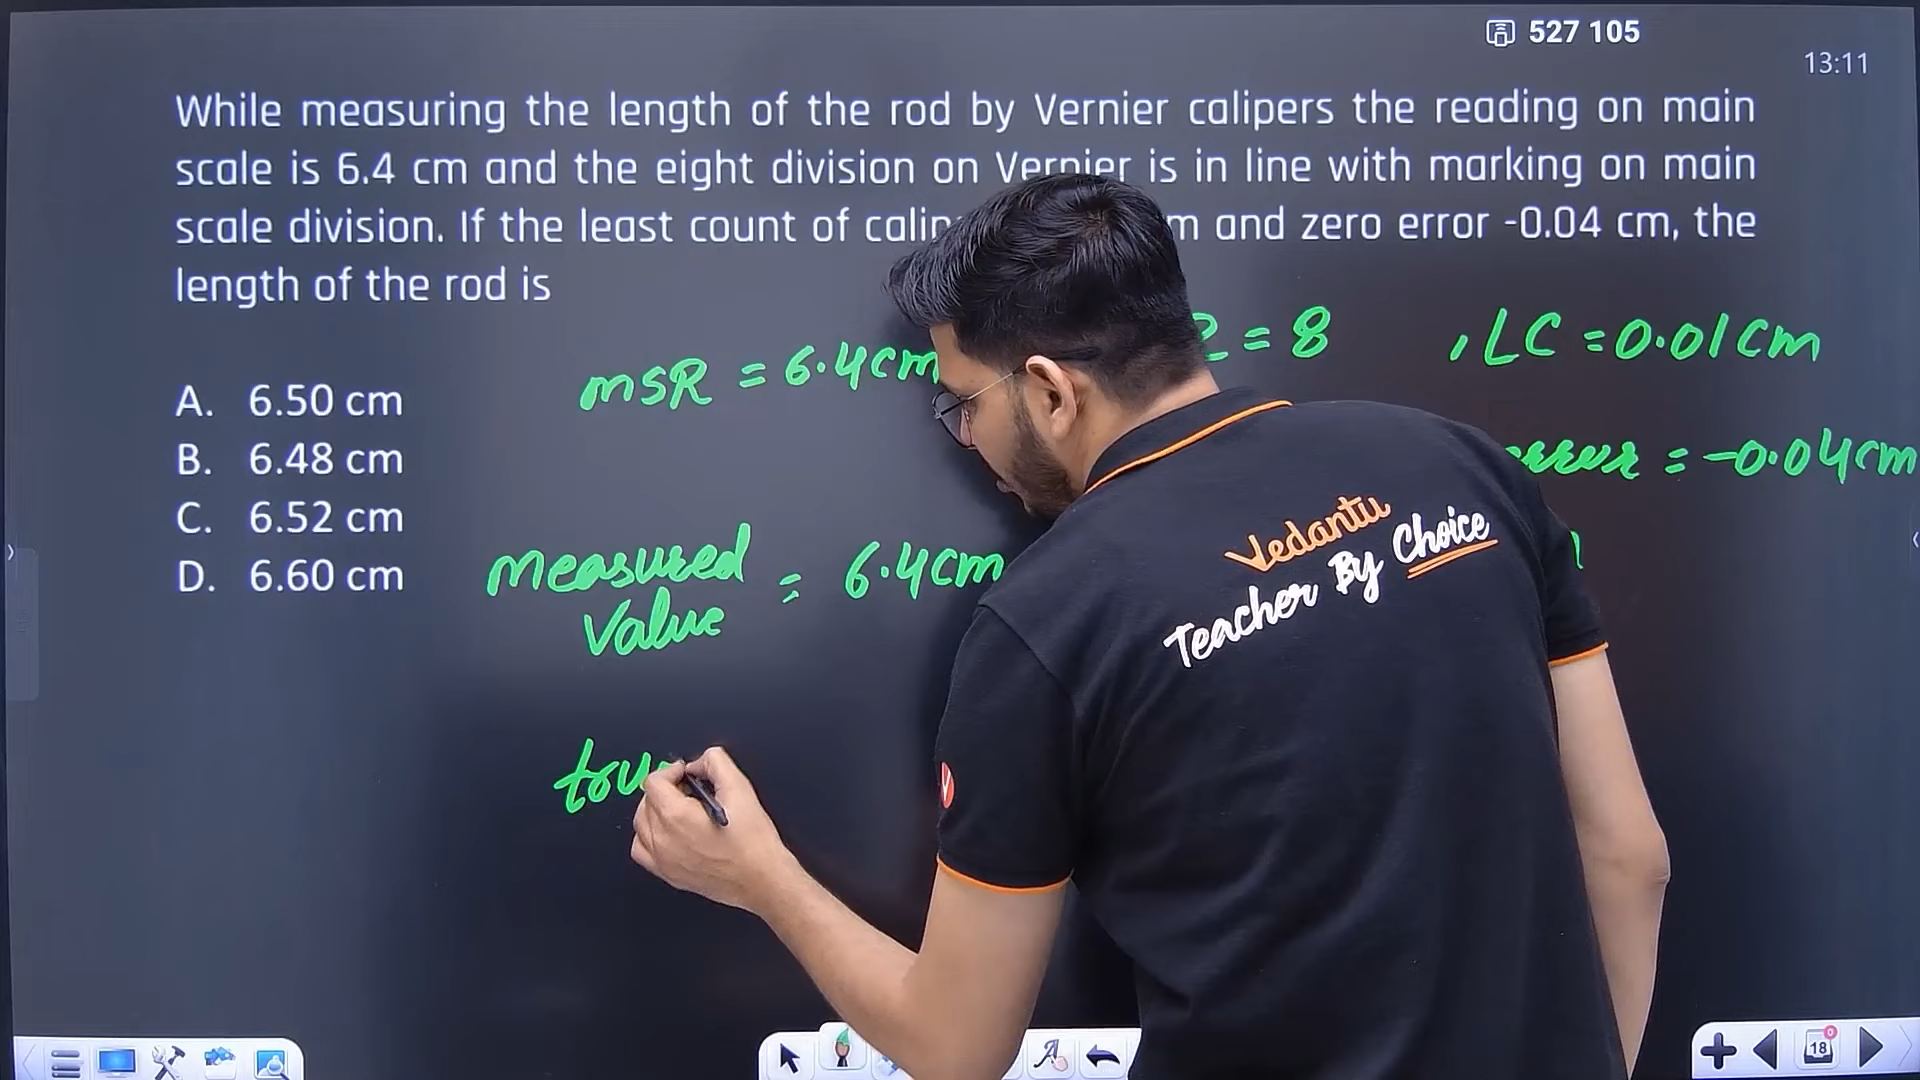 527 105
13:11
While measuring the length of the rod by Vernier calipers the reading on main
scale is 6.4 cm and the eight division on Vernier is in line with marking on main
scale division. If the least count of m and zero error -0.04 cm, the
length of the rod is
MSR = 6.4cm = 8 , LC = 0.01cm
A. 6.50 cm
error = -0.04cm
B. 6.48 cm
C. 6.52 cm
D. 6.60 cm
Measured
Value = 6.4cm
Vedantu
Teacher By Choice
18
0